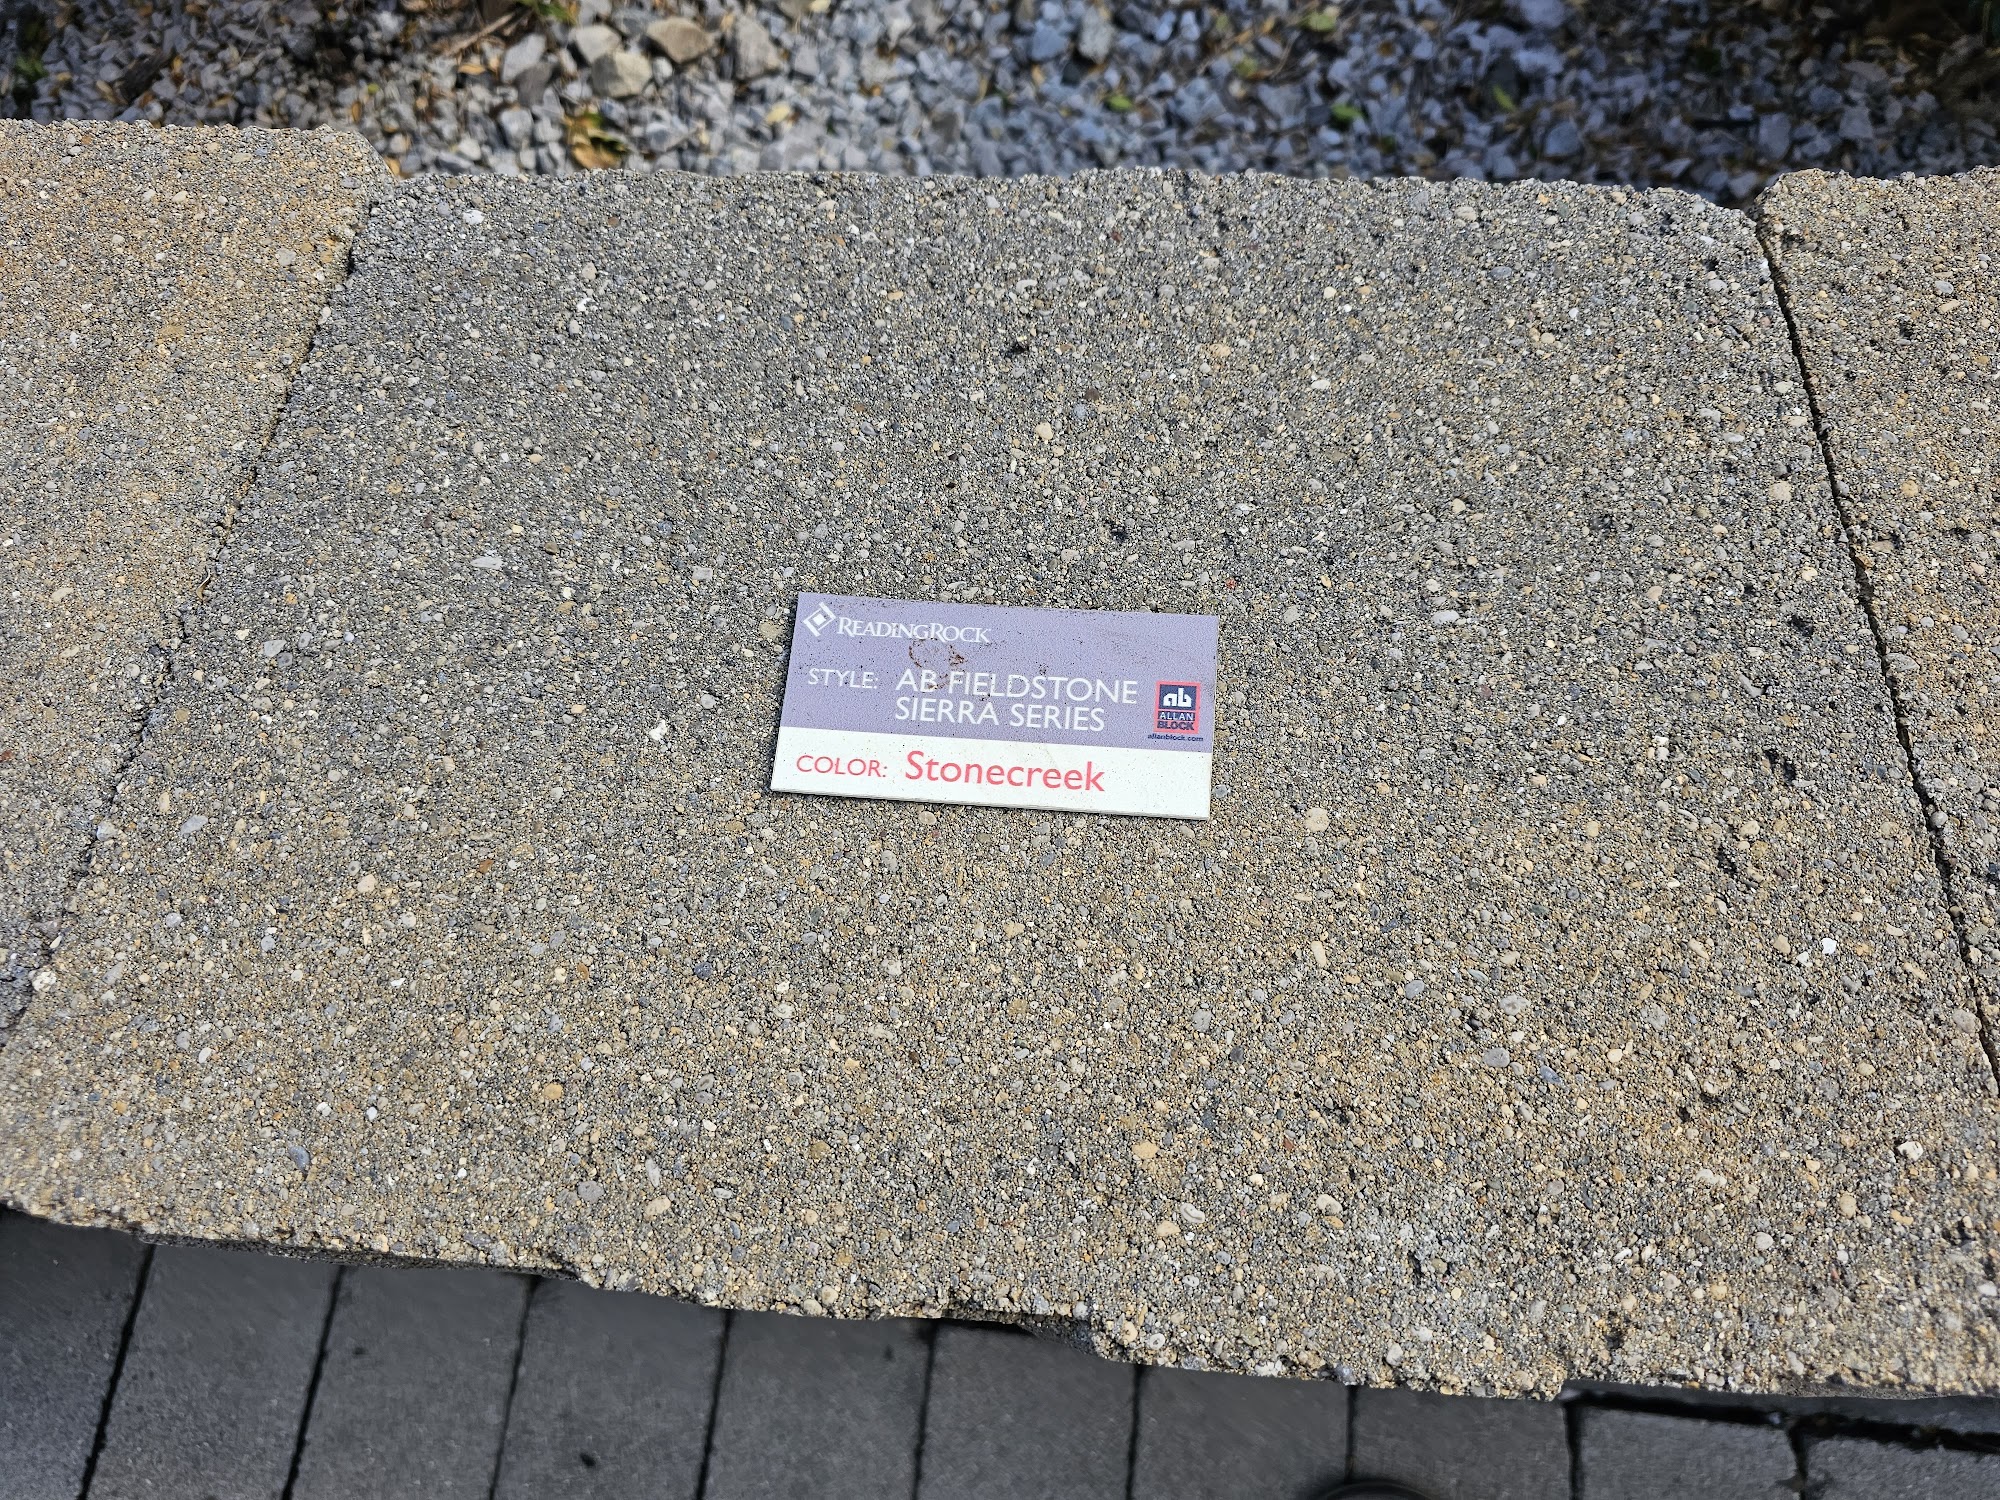 READINGROCK
STYLE: AB FIELDSTONE
SIERRA SERIES
ab
ALLAN
BLOCK
allanblock.com
COLOR: Stonecreek